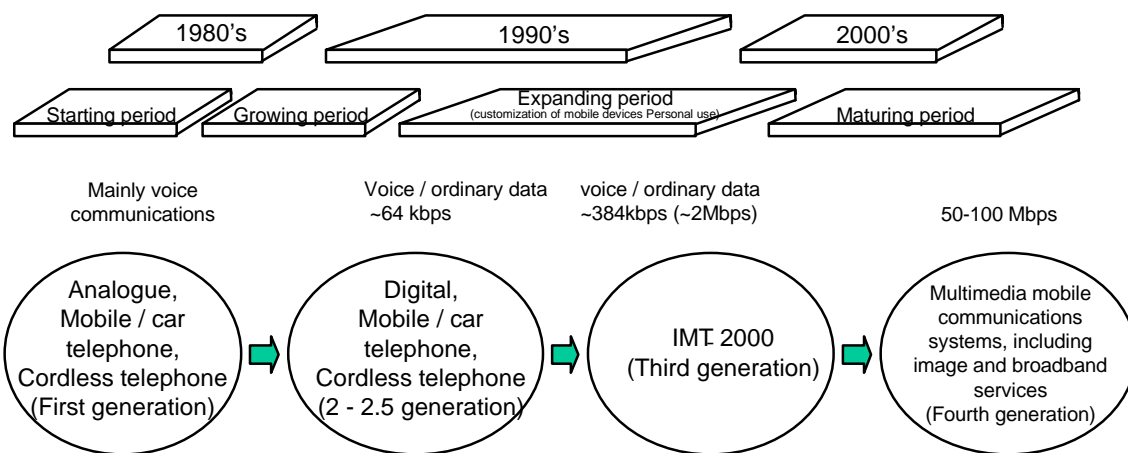 1980's
1990's
2000's
Starting period
Growing period
Expanding period
(customization of mobile devices Personal use)
Maturing period
Mainly voice
communications
Voice / ordinary data
~64 kbps
voice / ordinary data
~384kbps (~2Mbps)
50-100 Mbps
Analogue,
Mobile / car
telephone,
Cordless telephone
(First generation)
Digital,
Mobile / car
telephone,
Cordless telephone
(2 - 2.5 generation)
IMT- 2000
(Third generation)
Multimedia mobile
communications
systems, including
image and broadband
services
(Fourth generation)